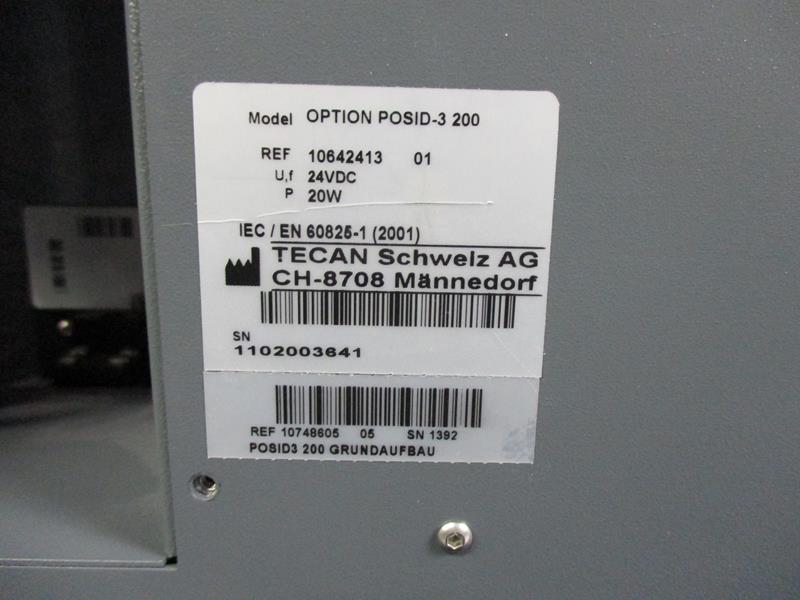 Model OPTION POSID-3 200
REF 10642413 01
U,f 24VDC
P 20W
IEC / EN 60825-1 (2001)
TECAN Schweiz AG
CH-8708 Männedorf
SN
1102003641
REF 10748605 05 SN 1392
POSID3 200 GRUNDAUFBAU